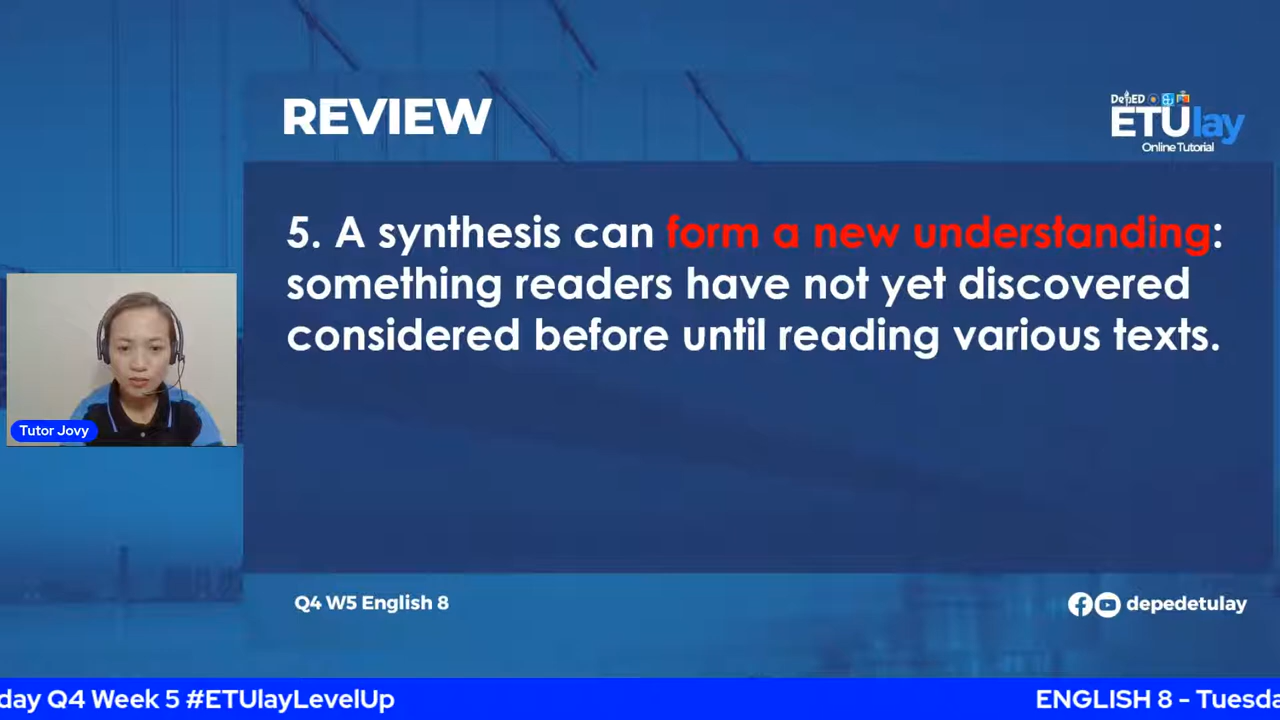 REVIEW
DepED
ETUlay
Online Tutorial
5. A synthesis can form a new understanding:
something readers have not yet discovered
considered before until reading various texts.
Tutor Jovy
Q4 W5 English 8
depedetulay
day Q4 Week 5 #ETUlayLevelUp
ENGLISH 8 - Tuesda